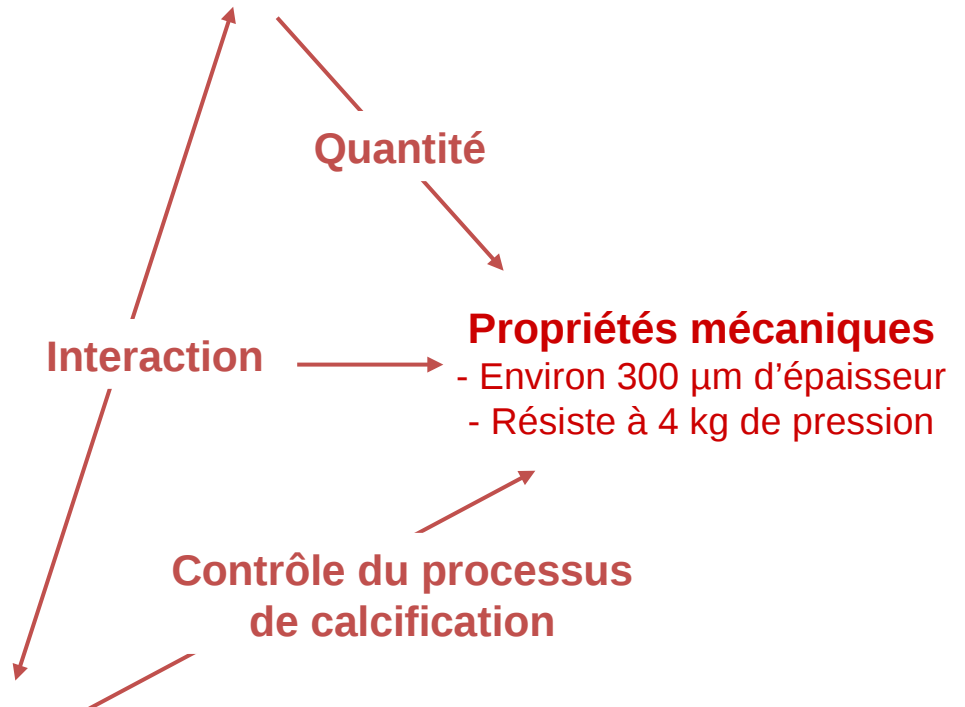 Quantité
Interaction
Propriétés mécaniques
- Environ 300 µm d’épaisseur
- Résiste à 4 kg de pression
Contrôle du processus
de calcification